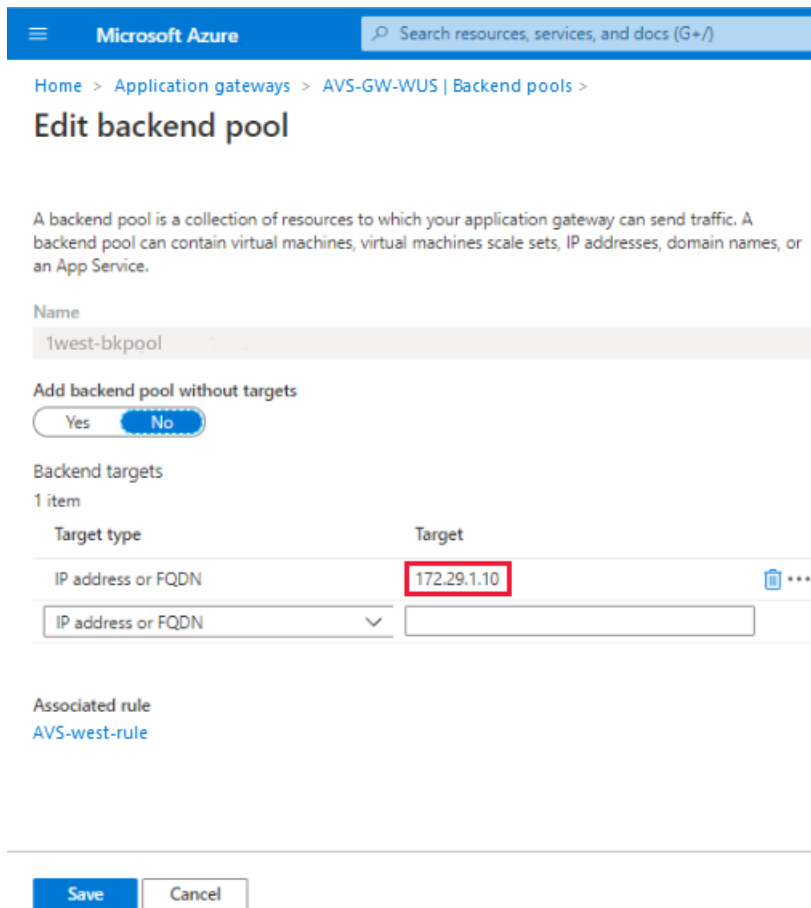 Microsoft Azure
Search resources, services, and docs (G+/)
Home > Application gateways > AVS-GW-WUS | Backend pools >
Edit backend pool
A backend pool is a collection of resources to which your application gateway can send traffic. A
backend pool can contain virtual machines, virtual machines scale sets, IP addresses, domain names, or
an App Service.
Name
1west-bkpool
Add backend pool without targets
Yes No
Backend targets
1 item
Target type Target
IP address or FQDN 172.29.1.10
IP address or FQDN
Associated rule
AVS-west-rule
Save Cancel